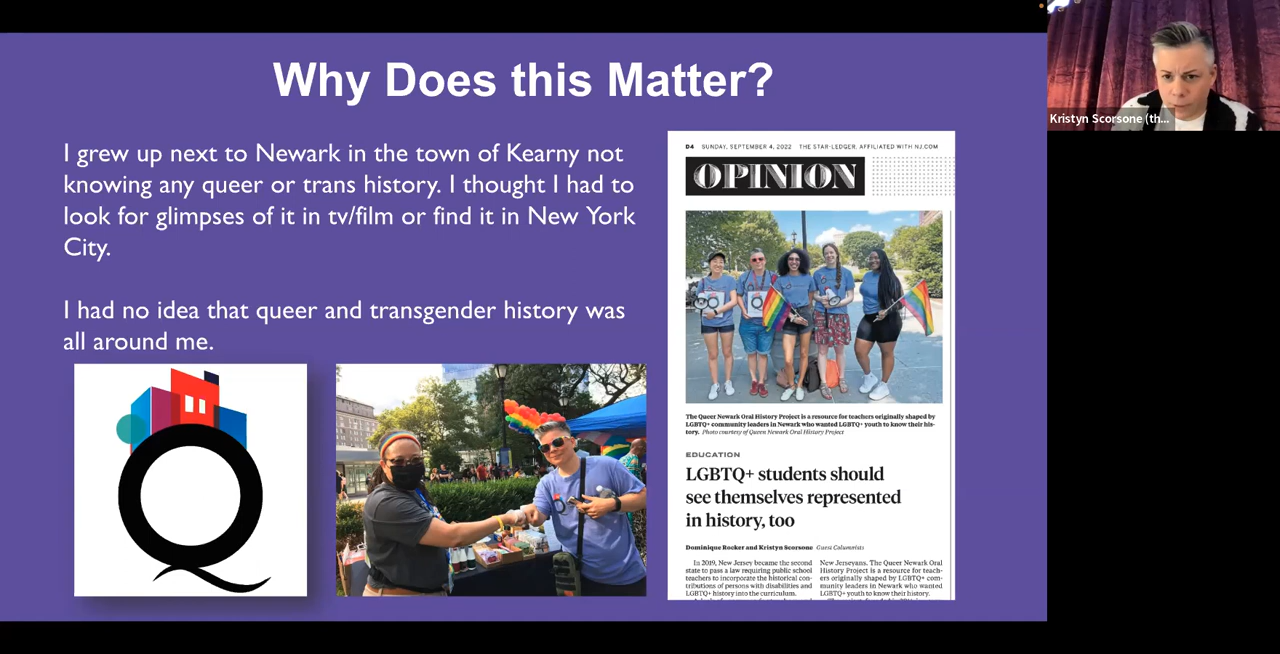 Why Does this Matter?
I grew up next to Newark in the town of Kearny not
knowing any queer or trans history. I thought I had to
look for glimpses of it in tv/film or find it in New York
City.
I had no idea that queer and transgender history was
all around me.
Q
D4 SUNDAY, SEPTEMBER 4, 2022 THE STAR-LEDGER, AFFILIATED WITH NJ.COM
OPINION
The Queer Newark Oral History Project is a resource for teachers originally shaped by
LGBTQ+ community leaders in Newark who wanted LGBTQ+ youth to know their his-
tory. Photo courtesy of Queer Newark Oral History Project
EDUCATION
LGBTQ+ students should
see themselves represented
in history, too
Dominique Rocker and Kristyn Scorsone Guest Columnists
In 2019, New Jersey became the second
state to pass a law requiring public school
teachers to incorporate the historical con-
tributions of persons with disabilities and
LGBTQ+ history into the curriculum.
New Jerseyans. The Queer Newark Oral
History Project is a resource for teach-
ers originally shaped by LGBTQ+ com-
munity leaders in Newark who wanted
LGBTQ+ youth to know their history.
Kristyn Scorsone (th...